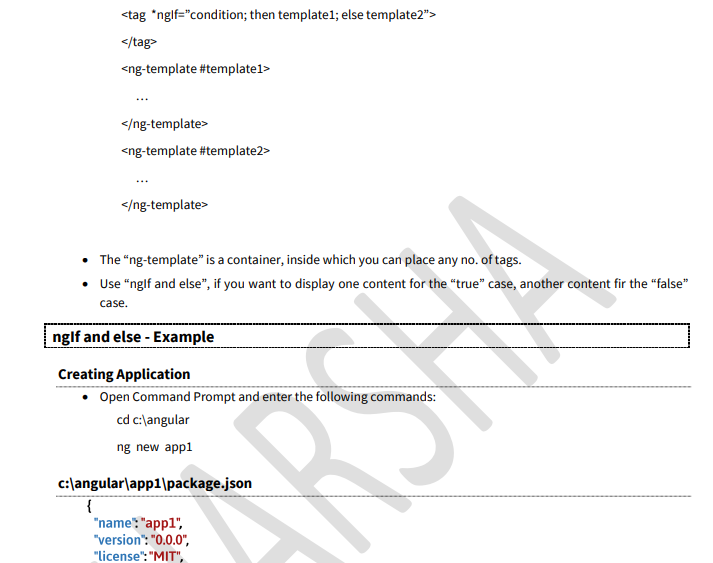 <tag *ngIf=”condition; then template1; else template2”>
</tag>
<ng-template #template1>
…
</ng-template>
<ng-template #template2>
…
</ng-template>
• The “ng-template” is a container, inside which you can place any no. of tags.
• Use “ngIf and else”, if you want to display one content for the “true” case, another content fir the “false”
case.
ngIf and else - Example
Creating Application
• Open Command Prompt and enter the following commands:
cd c:\angular
ng new app1
c:\angular\app1\package.json
{
"name": "app1",
"version": "0.0.0",
"license": "MIT",
ARSHA